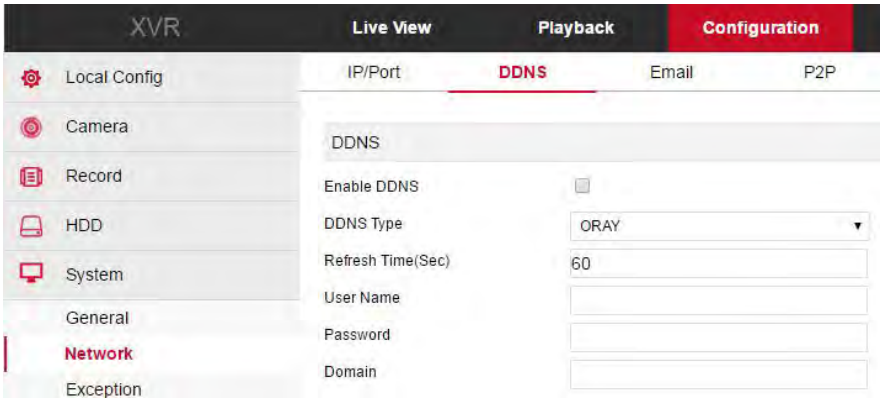 XVR Live View Playback Configuration
Local Config
Camera
Record
HDD
System
General
Network
Exception
IP/Port DDNS Email P2P
DDNS
Enable DDNS
DDNS Type ORAY
Refresh Time(Sec) 60
User Name
Password
Domain